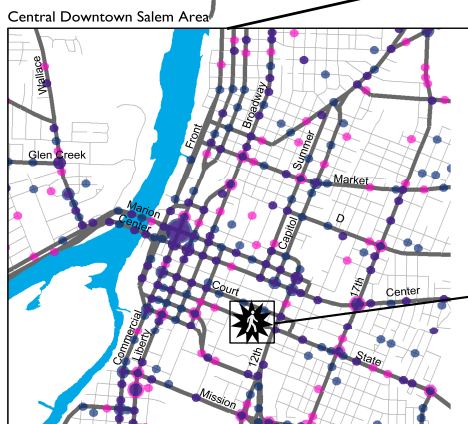 Central Downtown Salem Area
Wallace
Broadway
Front
Summer
Glen Creek
Market
Marion
Center
D
Capitol
17th
Court
Center
Commercial
Liberty
12th
State
Mission